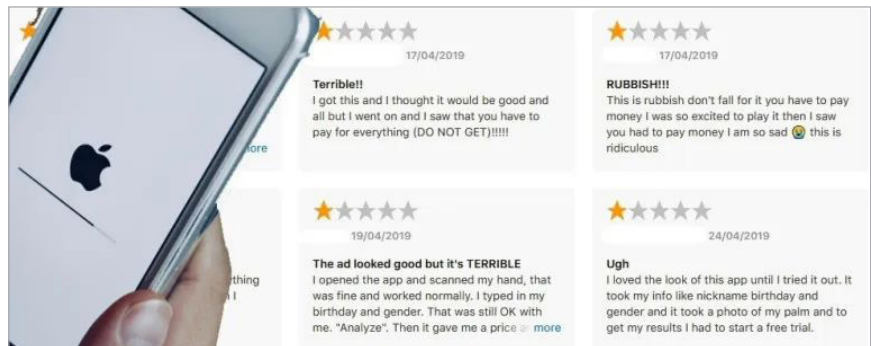 17/04/2019
Terrible!!
I got this and I thought it would be good and
all but I went on and I saw that you have to
pay for everything (DO NOT GET)!!!!!
17/04/2019
RUBBISH!!!
This is rubbish don't fall for it you have to pay
money I was so excited to play it then I saw
you had to pay money I am so sad 😭 this is
ridiculous
more
19/04/2019
The ad looked good but it's TERRIBLE
I opened the app and scanned my hand, that
was fine and worked normally. I typed in my
birthday and gender. That was still OK with
me. "Analyze". Then it gave me a price more
24/04/2019
Ugh
I loved the look of this app until I tried it out. It
took my info like nickname birthday and
gender and it took a photo of my palm and to
get my results I had to start a free trial.